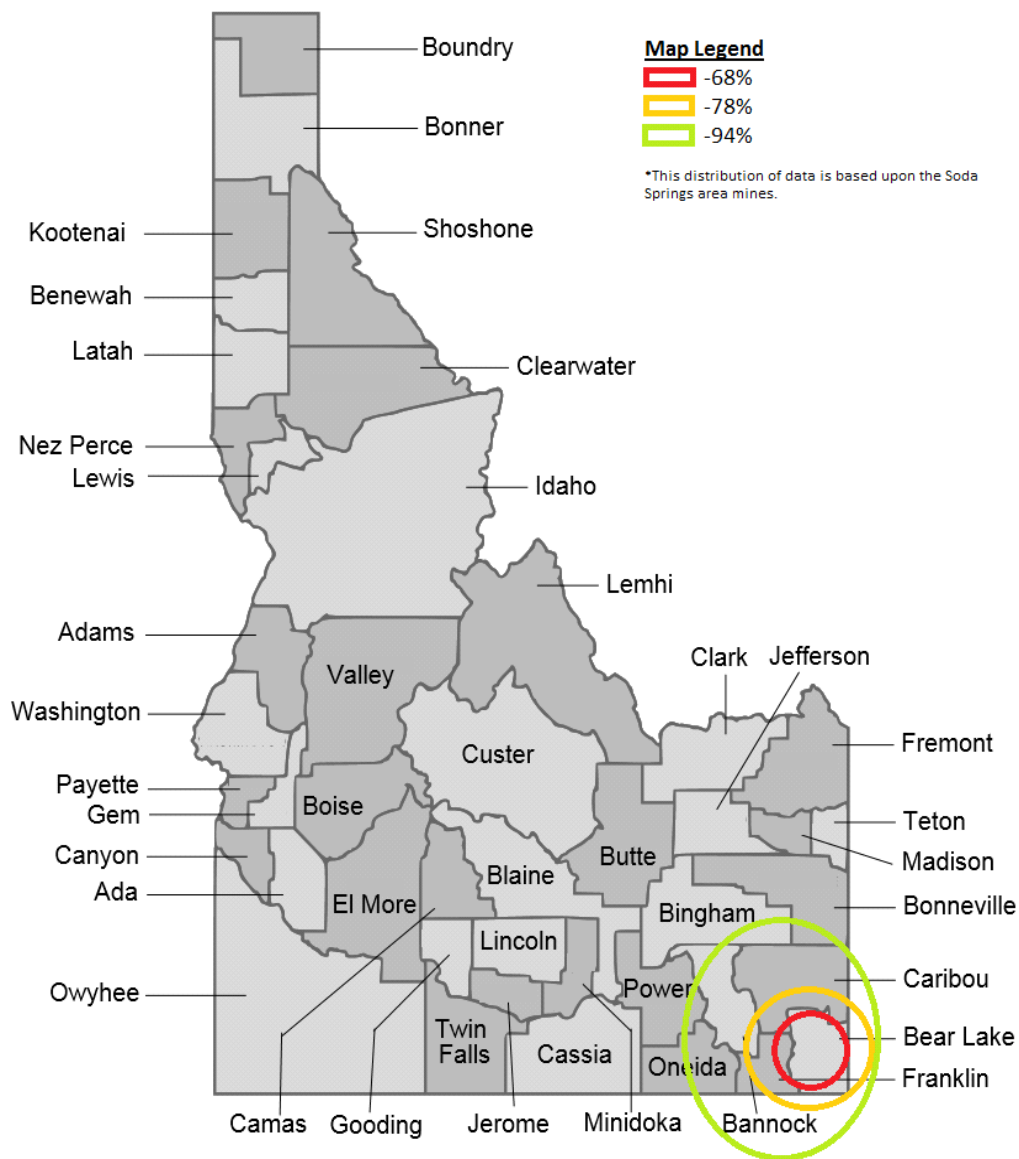 Boundry
Map Legend
-68%
-78%
-94%
*This distribution of data is based upon the Soda
Springs area mines.
Bonner
Kootenai
Shoshone
Benewah
Latah
Clearwater
Nez Perce
Lewis
Idaho
Lemhi
Adams
Valley
Clark
Jefferson
Washington
Custer
Fremont
Payette
Gem
Boise
Canyon
Ada
Butte
Teton
Madison
Blaine
El More
Bingham
Bonneville
Lincoln
Owyhee
Power
Caribou
Twin
Falls
Cassia
Oneida
Bear Lake
Franklin
Camas
Gooding
Jerome
Minidoka
Bannock